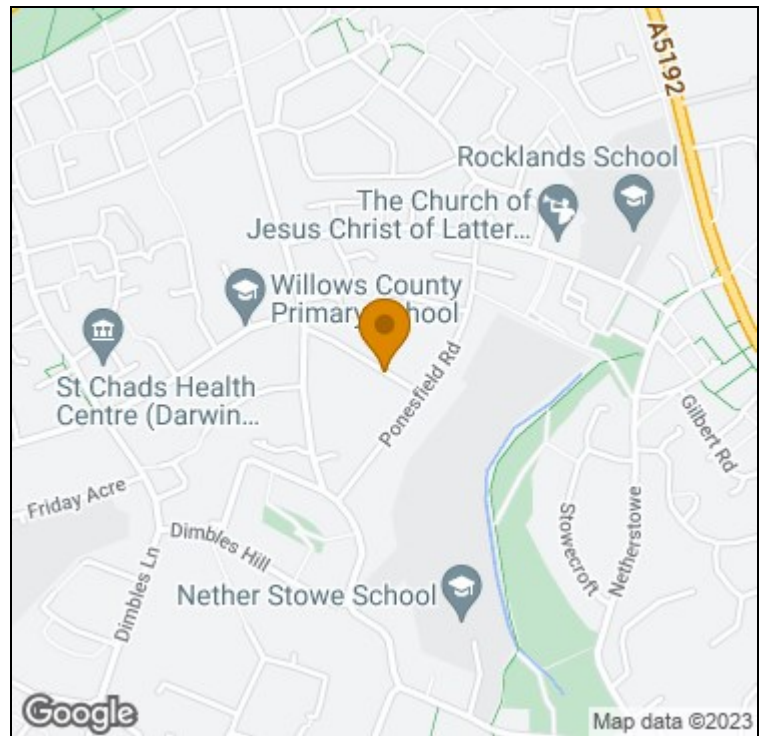 A5192
Rocklands School
The Church of
Jesus Christ of Latter...
Willows County
Primary School
St Chads Health
Centre (Darwin...
Ponesfield Rd
Gilbert Rd
Friday Acre
Stowecroft
Netherstowe
Dimbles Hill
Dimbles Ln
Nether Stowe School
Google
Map data ©2023